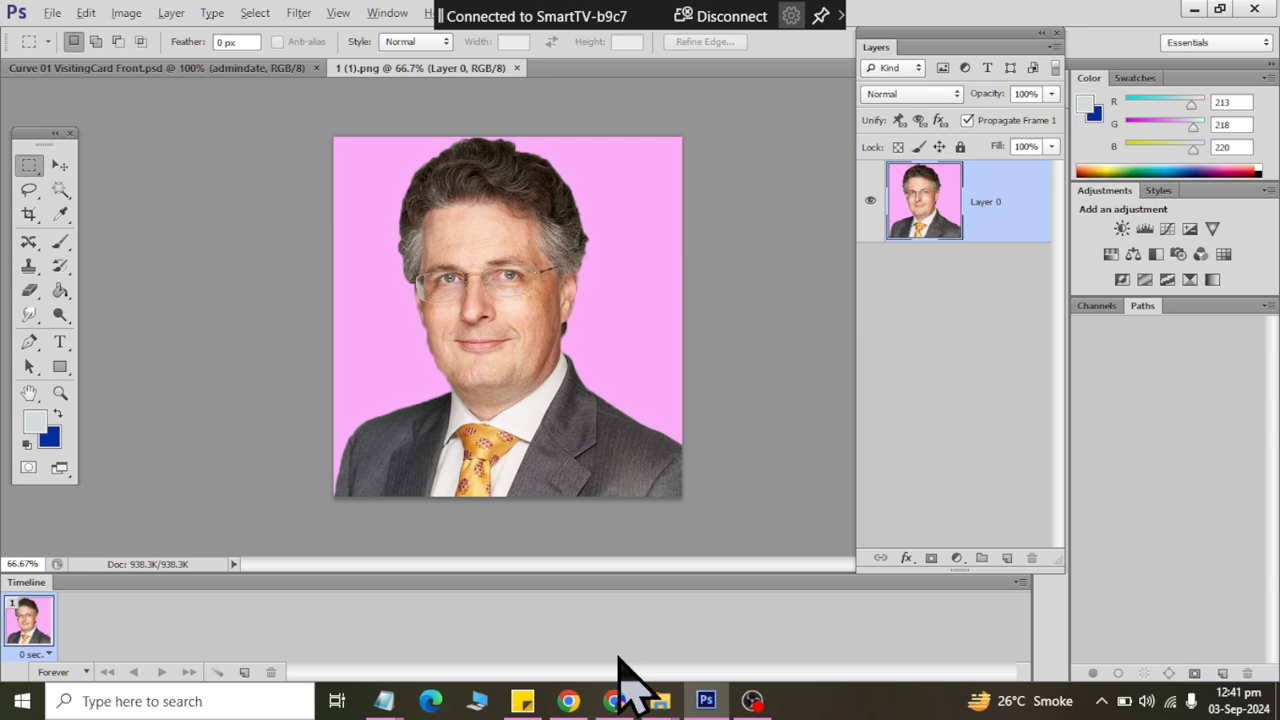 Ps File Edit Image Layer Type Select Filter View Window H
Connected to SmartTV-b9c7 Disconnect
Feather: 0 px Anti-alias Style: Normal Width: Height: Refine Edge...
Essentials
Curve 01 VisitingCard Front.psd @ 100% (admindate, RGB/8) × 1 (1).png @ 66.7% (Layer 0, RGB/8) ×
Layers
Kind
Normal Opacity: 100%
Unify: Propagate Frame 1
Lock: Fill: 100%
Layer 0
Color Swatches
R 213
G 218
B 220
Adjustments Styles
Add an adjustment
Channels Paths
66.67% Doc: 938.3K/938.3K
Timeline
1
0 sec.
Forever
Type here to search
Ps
26°C Smoke
12:41 pm
03-Sep-2024